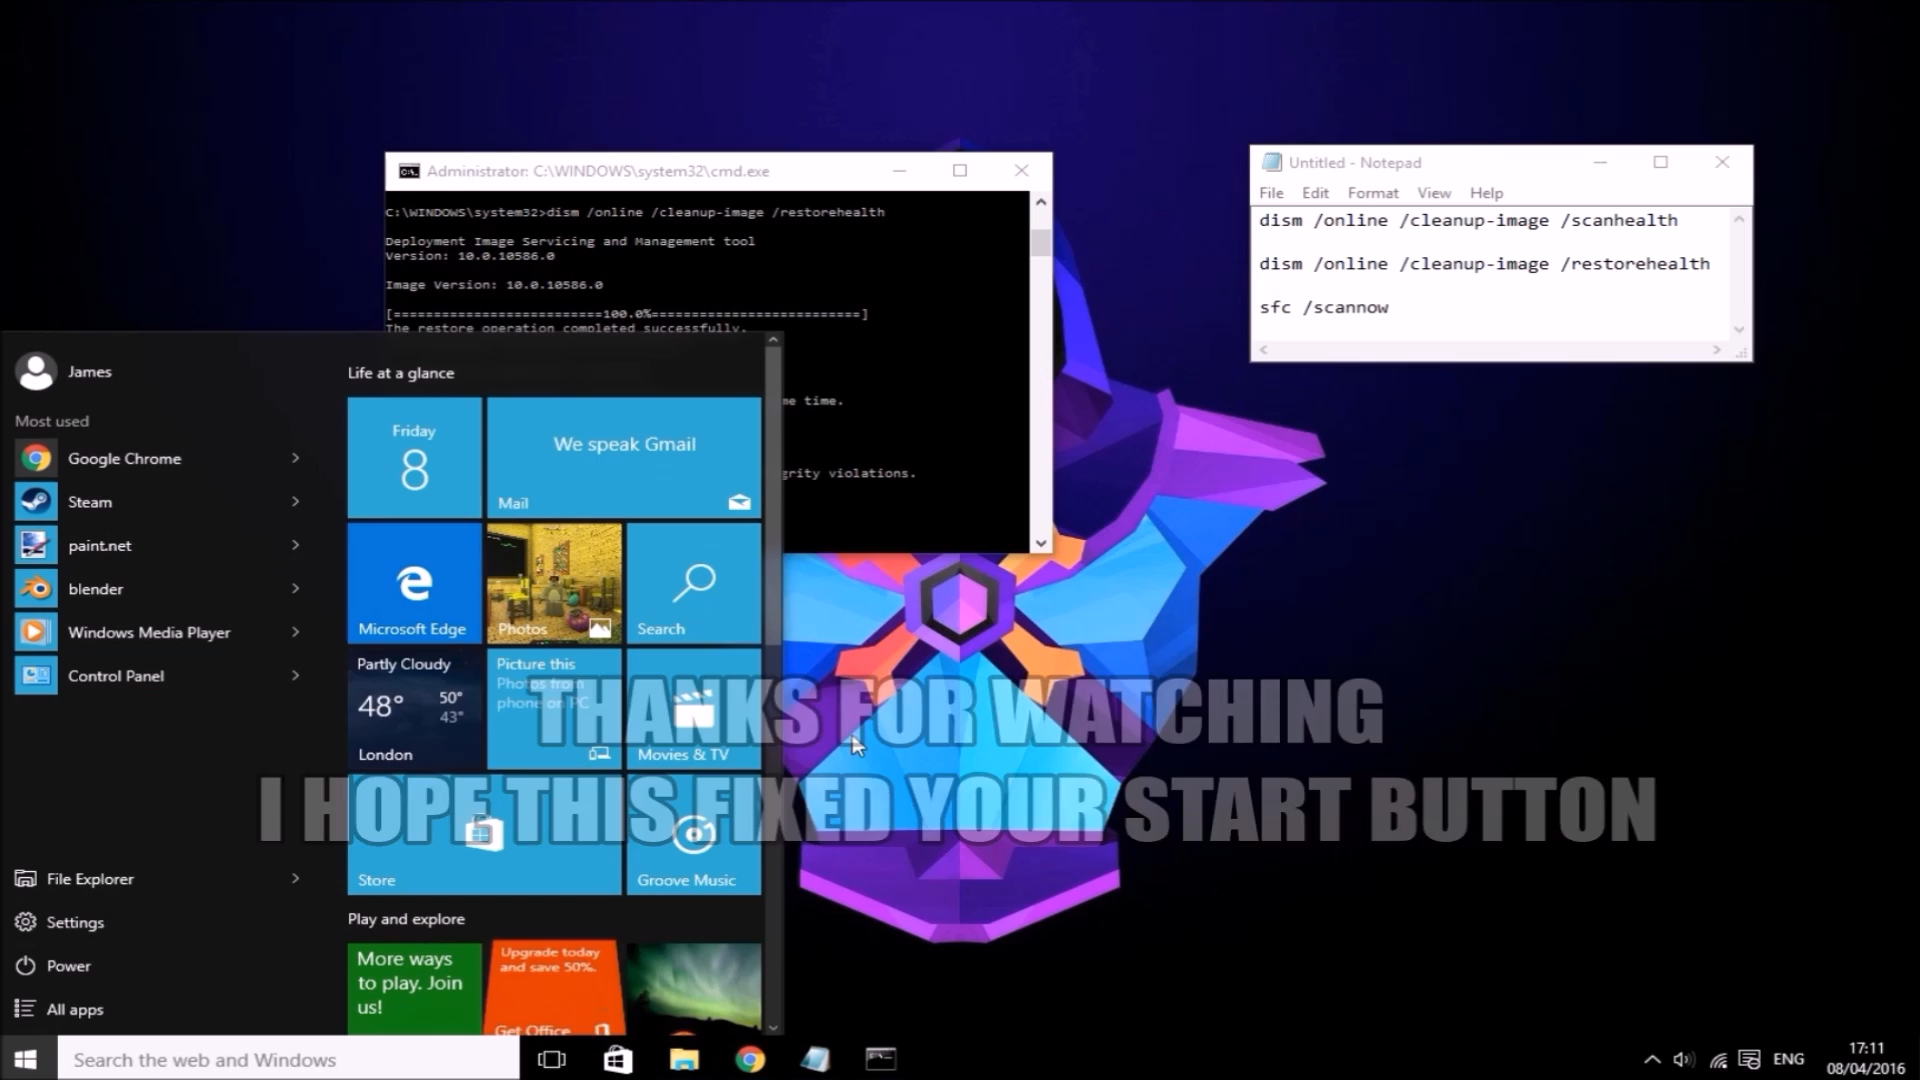 Administrator: C:\WINDOWS\system32\cmd.exe
C:\WINDOWS\system32>dism /online /cleanup-image /restorehealth
Deployment Image Servicing and Management tool
Version: 10.0.10586.0
Image Version: 10.0.10586.0
[==========================100.0%==========================]
The restore operation completed successfully.
me time.
grity violations.
Untitled - Notepad
File Edit Format View Help
dism /online /cleanup-image /scanhealth
dism /online /cleanup-image /restorehealth
sfc /scannow
James
Most used
Google Chrome
Steam
paint.net
blender
Windows Media Player
Control Panel
File Explorer
Settings
Power
All apps
Life at a glance
Friday
8
We speak Gmail
Mail
Microsoft Edge
Photos
Search
Partly Cloudy
48° 50°
43°
London
Picture this
Photos from
phone on PC
Movies & TV
Store
Groove Music
Play and explore
More ways
to play. Join
us!
Upgrade today
and save 50%.
Get Office
THANKS FOR WATCHING
I HOPE THIS FIXED YOUR START BUTTON
Search the web and Windows
ENG
17:11
08/04/2016